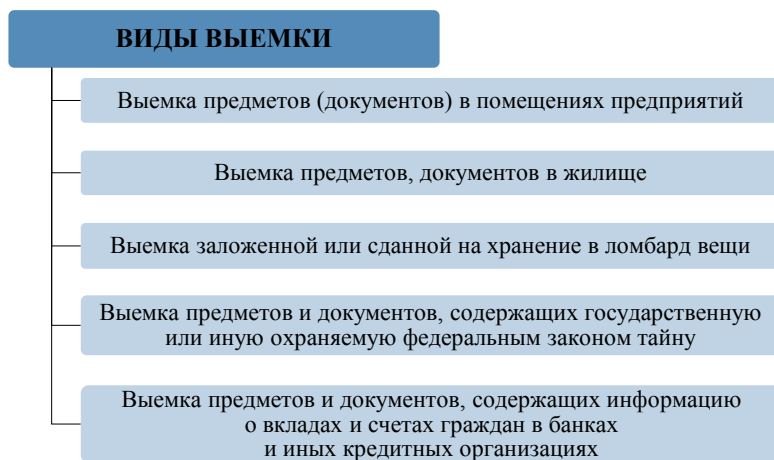 ВИДЫ ВЫЕМКИ
Выемка предметов (документов) в помещениях предприятий
Выемка предметов, документов в жилище
Выемка заложенной или сданной на хранение в ломбард вещи
Выемка предметов и документов, содержащих государственную
или иную охраняемую федеральным законом тайну
Выемка предметов и документов, содержащих информацию
о вкладах и счетах граждан в банках
и иных кредитных организациях